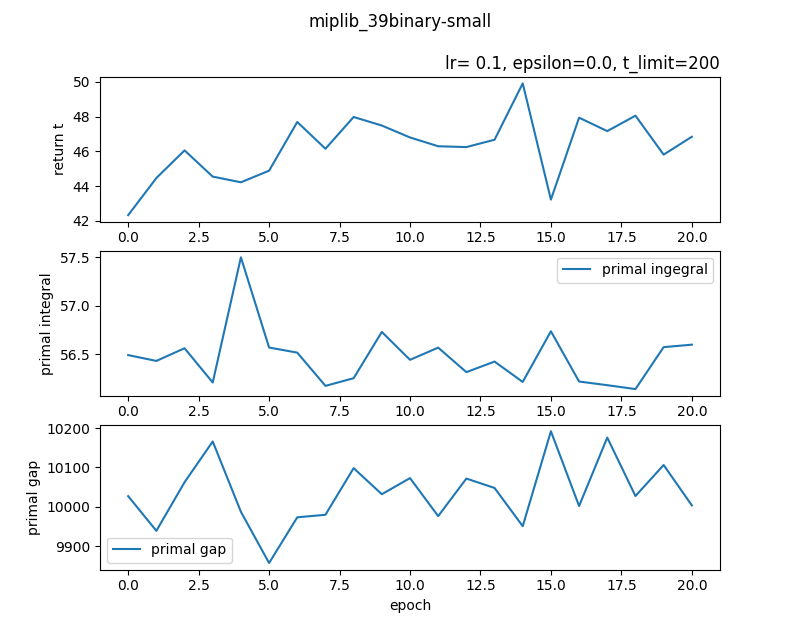 miplib_39binary-small
lr= 0.1, epsilon=0.0, t_limit=200
return t
50
48
46
44
42
0.0 2.5 5.0 7.5 10.0 12.5 15.0 17.5 20.0
primal integral
57.5
57.0
56.5
primal ingegral
0.0 2.5 5.0 7.5 10.0 12.5 15.0 17.5 20.0
primal gap
10200
10100
10000
9900
primal gap
0.0 2.5 5.0 7.5 10.0 12.5 15.0 17.5 20.0
epoch